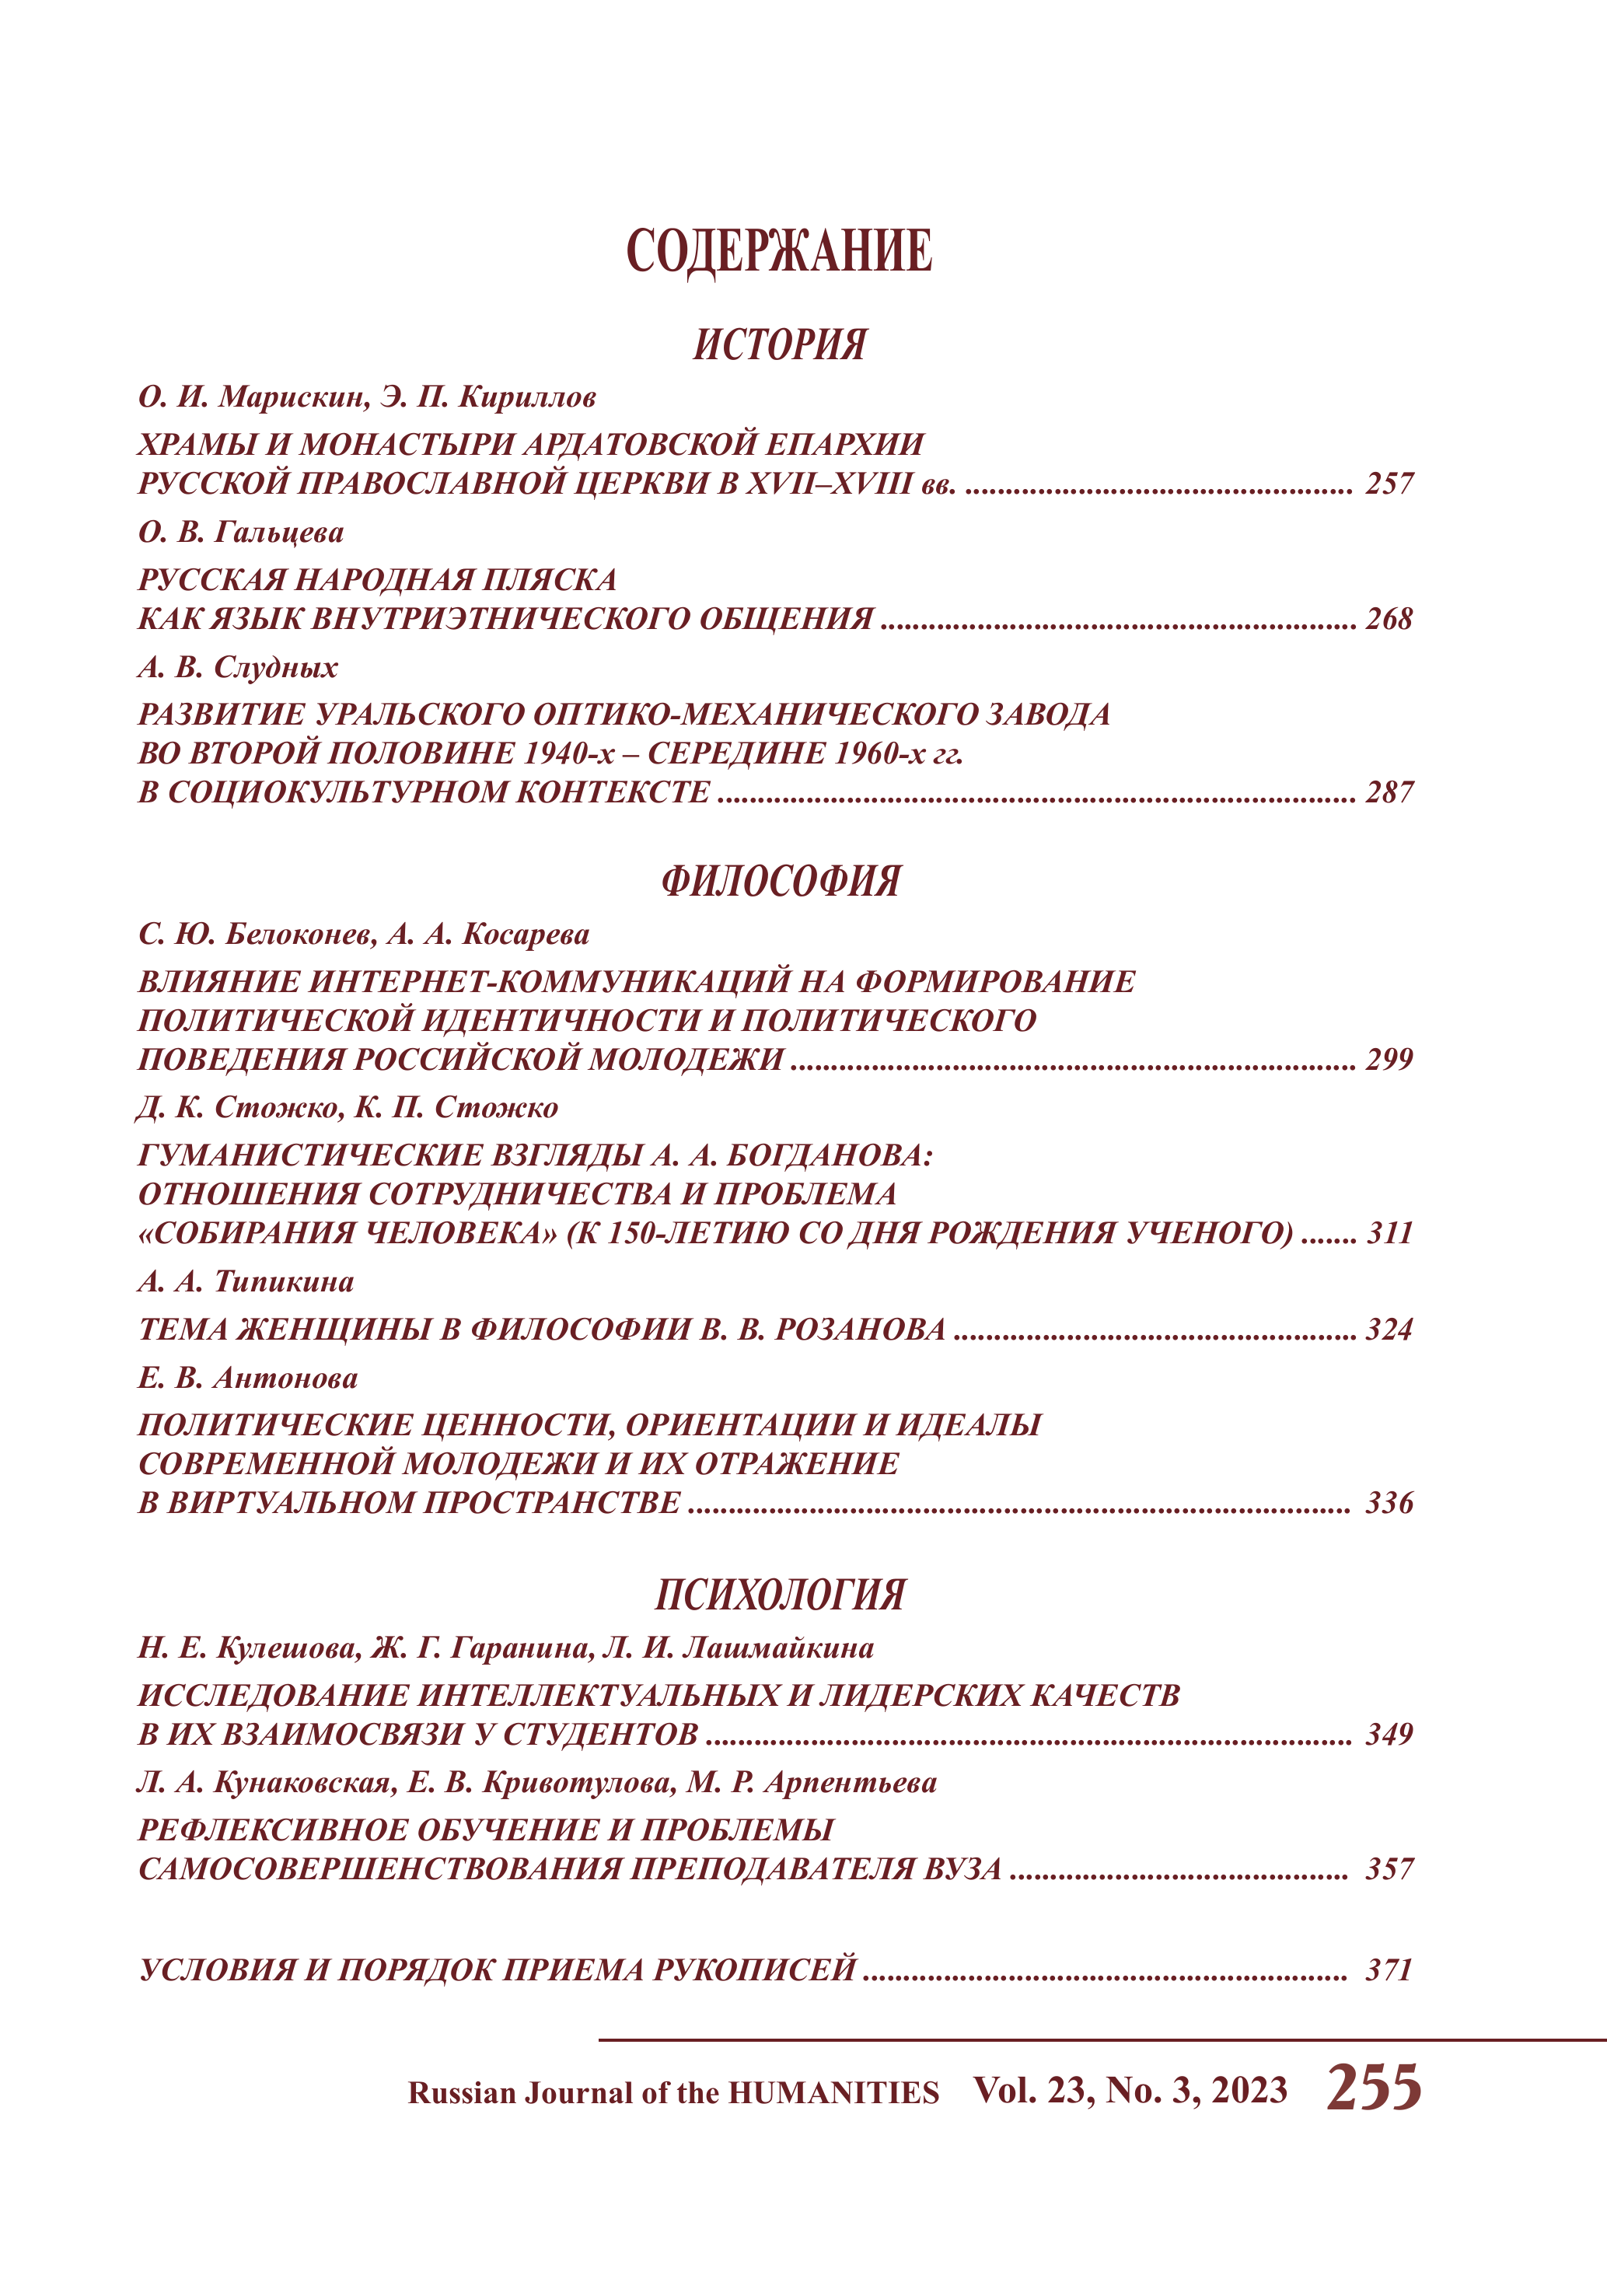 СОДЕРЖАНИЕ
ИСТОРИЯ
О. И. Марискин, Э. П. Кириллов
ХРАМЫ И МОНАСТЫРИ АРДАТОВСКОЙ ЕПАРХИИ
РУССКОЙ ПРАВОСЛАВНОЙ ЦЕРКВИ В XVII–XVIII вв. ................................................ 257
О. В. Гальцева
РУССКАЯ НАРОДНАЯ ПЛЯСКА
КАК ЯЗЫК ВНУТРИЭТНИЧЕСКОГО ОБЩЕНИЯ ........................................................... 268
А. В. Слудных
РАЗВИТИЕ УРАЛЬСКОГО ОПТИКО-МЕХАНИЧЕСКОГО ЗАВОДА
ВО ВТОРОЙ ПОЛОВИНЕ 1940-х – СЕРЕДИНЕ 1960-х гг.
В СОЦИОКУЛЬТУРНОМ КОНТЕКСТЕ ............................................................................... 287
ФИЛОСОФИЯ
С. Ю. Белоконев, А. А. Косарева
ВЛИЯНИЕ ИНТЕРНЕТ-КОММУНИКАЦИЙ НА ФОРМИРОВАНИЕ
ПОЛИТИЧЕСКОЙ ИДЕНТИЧНОСТИ И ПОЛИТИЧЕСКОГО
ПОВЕДЕНИЯ РОССИЙСКОЙ МОЛОДЕЖИ ...................................................................... 299
Д. К. Стожко, К. П. Стожко
ГУМАНИСТИЧЕСКИЕ ВЗГЛЯДЫ А. А. БОГДАНОВА:
ОТНОШЕНИЯ СОТРУДНИЧЕСТВА И ПРОБЛЕМА
«СОБИРАНИЯ ЧЕЛОВЕКА» (К 150-ЛЕТИЮ СО ДНЯ РОЖДЕНИЯ УЧЕНОГО) ....... 311
А. А. Типикина
ТЕМА ЖЕНЩИНЫ В ФИЛОСОФИИ В. В. РОЗАНОВА .................................................. 324
Е. В. Антонова
ПОЛИТИЧЕСКИЕ ЦЕННОСТИ, ОРИЕНТАЦИИ И ИДЕАЛЫ
СОВРЕМЕННОЙ МОЛОДЕЖИ И ИХ ОТРАЖЕНИЕ
В ВИРТУАЛЬНОМ ПРОСТРАНСТВЕ .................................................................................. 336
ПСИХОЛОГИЯ
Н. Е. Кулешова, Ж. Г. Гаранина, Л. И. Лашмайкина
ИССЛЕДОВАНИЕ ИНТЕЛЛЕКТУАЛЬНЫХ И ЛИДЕРСКИХ КАЧЕСТВ
В ИХ ВЗАИМОСВЯЗИ У СТУДЕНТОВ ................................................................................ 349
Л. А. Кунаковская, Е. В. Кривотулова, М. Р. Арпентьева
РЕФЛЕКСИВНОЕ ОБУЧЕНИЕ И ПРОБЛЕМЫ
САМОСОВЕРШЕНСТВОВАНИЯ ПРЕПОДАВАТЕЛЯ ВУЗА .......................................... 357
УСЛОВИЯ И ПОРЯДОК ПРИЕМА РУКОПИСЕЙ ............................................................ 371
Russian Journal of the HUMANITIES Vol. 23, No. 3, 2023 255